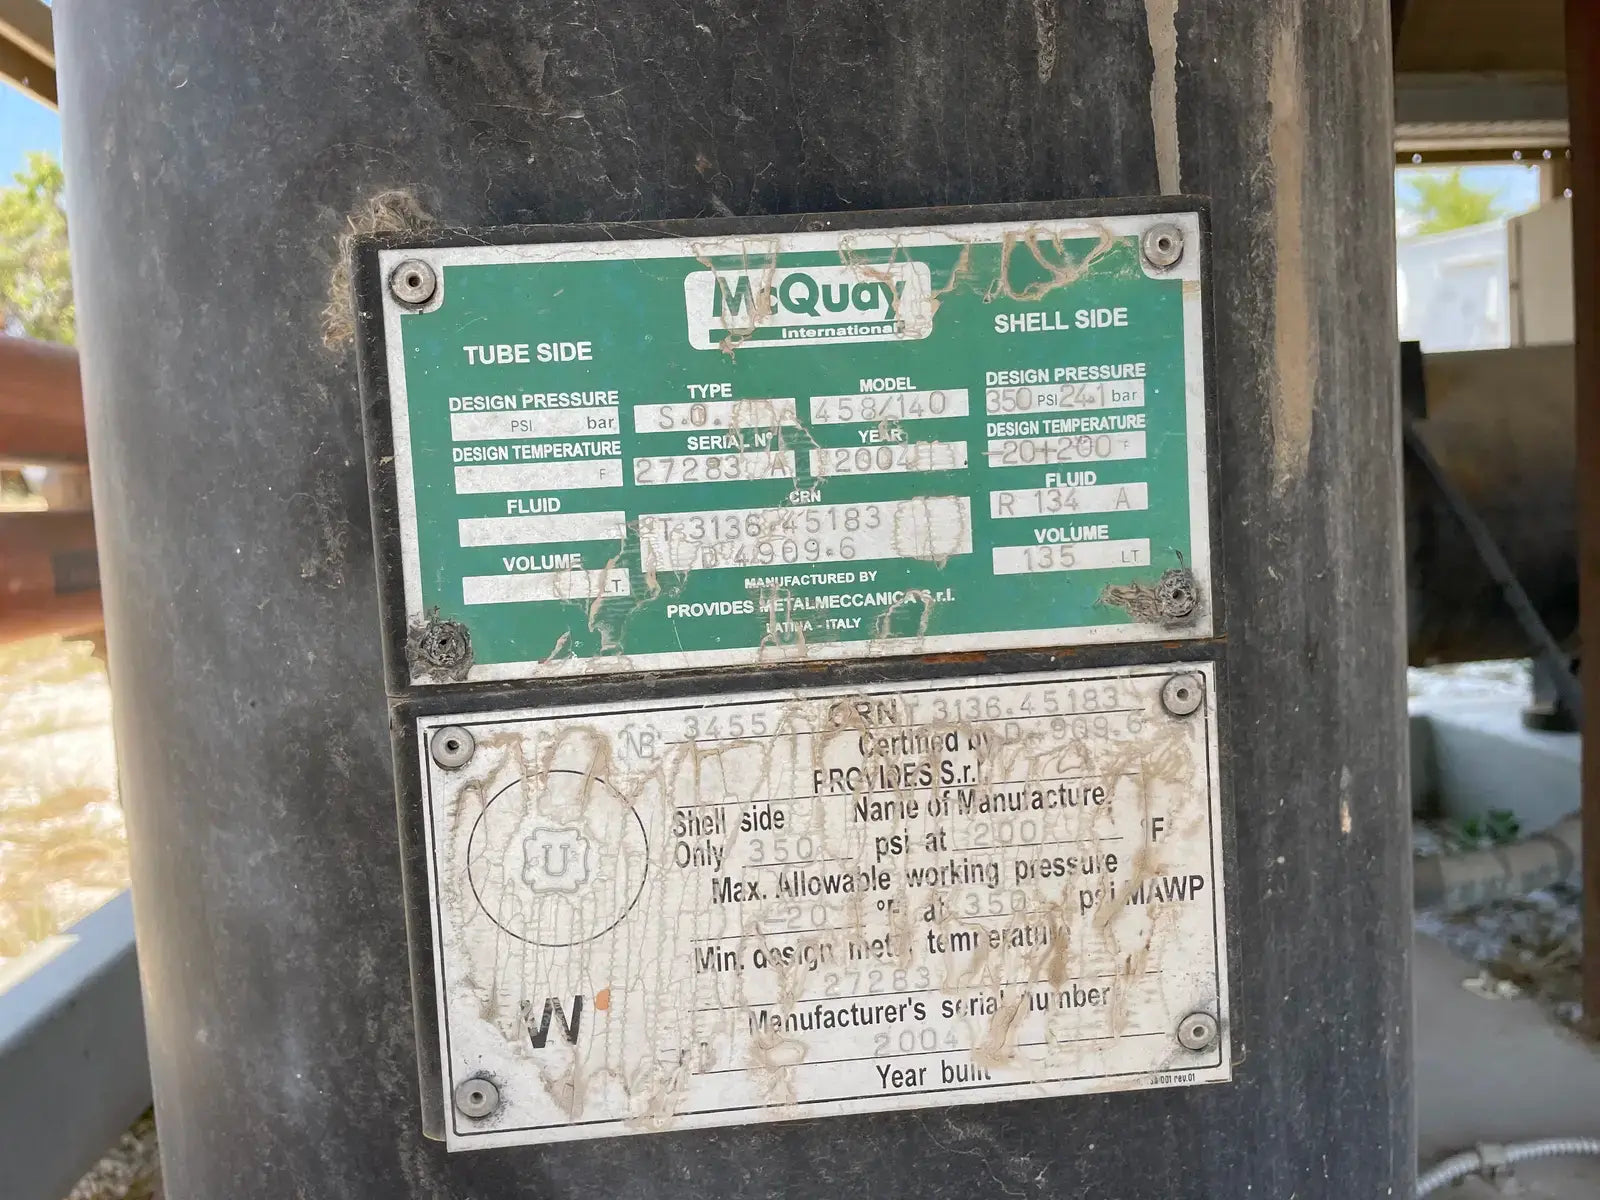 McQuay
International
TUBE SIDE
SHELL SIDE
DESIGN PRESSURE
PSI bar
DESIGN TEMPERATURE
F
FLUID
VOLUME
LT.
TYPE MODEL
S.O. 458/140
SERIAL N° YEAR
27283 A 2004
CRN
T 3136.45183
D 4909.6
MANUFACTURED BY
PROVIDES METALMECCANICA S.r.l.
LATINA - ITALY
DESIGN PRESSURE
350 PSI 24.1 bar
DESIGN TEMPERATURE
-20+200 F
FLUID
R 134 A
VOLUME
135 LT
NB. 3455 CRN T 3136.45183
Certified by D 4909.6
PROVIDES S.r.l.
Shell side Name of Manufacture
Only 350 psi at 200 °F
Max. Allowable working pressure
-20 °F at 350 psi MAWP
Min. design metal temperature
27283 A
Manufacturer's serial number
2004
Year built
U
W
rev.01